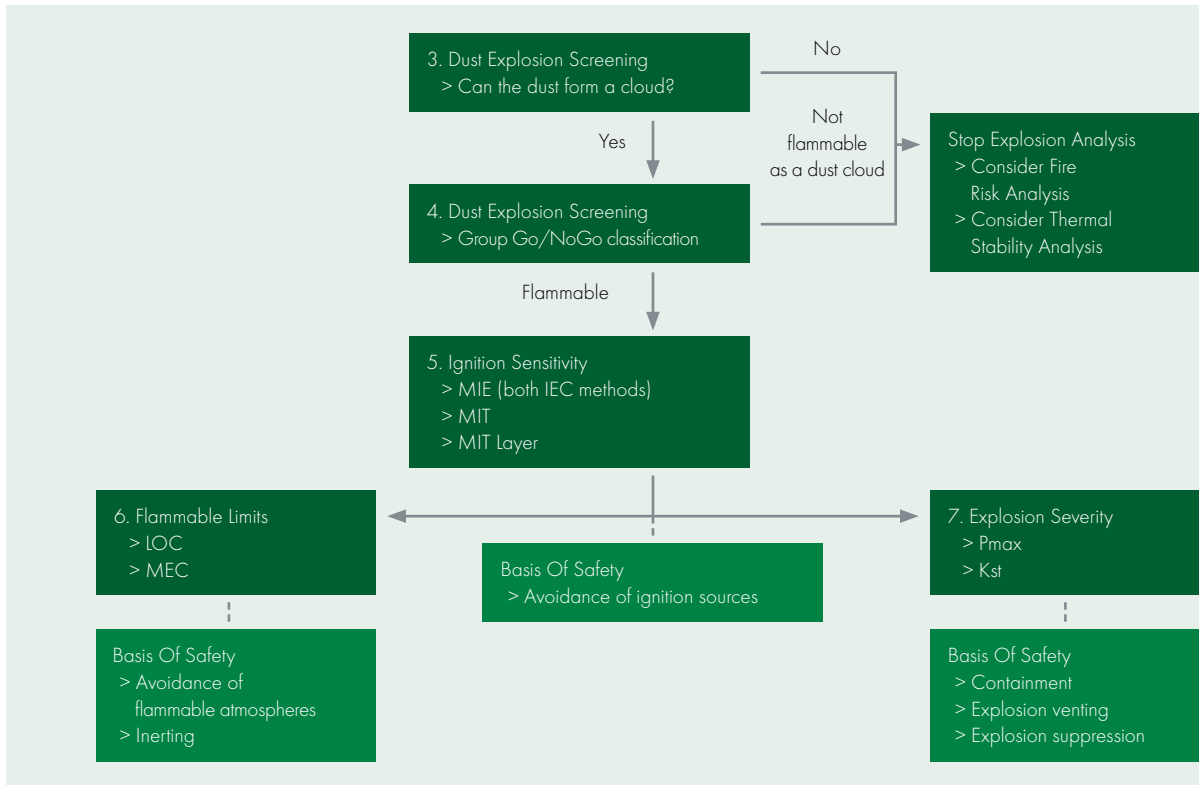 3. Dust Explosion Screening
> Can the dust form a cloud?
No
Yes
Not
flammable
as a dust cloud
Stop Explosion Analysis
> Consider Fire
Risk Analysis
> Consider Thermal
Stability Analysis
4. Dust Explosion Screening
> Group Go/NoGo classification
Flammable
5. Ignition Sensitivity
> MIE (both IEC methods)
> MIT
> MIT Layer
6. Flammable Limits
> LOC
> MEC
Basis Of Safety
> Avoidance of ignition sources
7. Explosion Severity
> Pmax
> Kst
Basis Of Safety
> Avoidance of
flammable atmospheres
> Inerting
Basis Of Safety
> Containment
> Explosion venting
> Explosion suppression